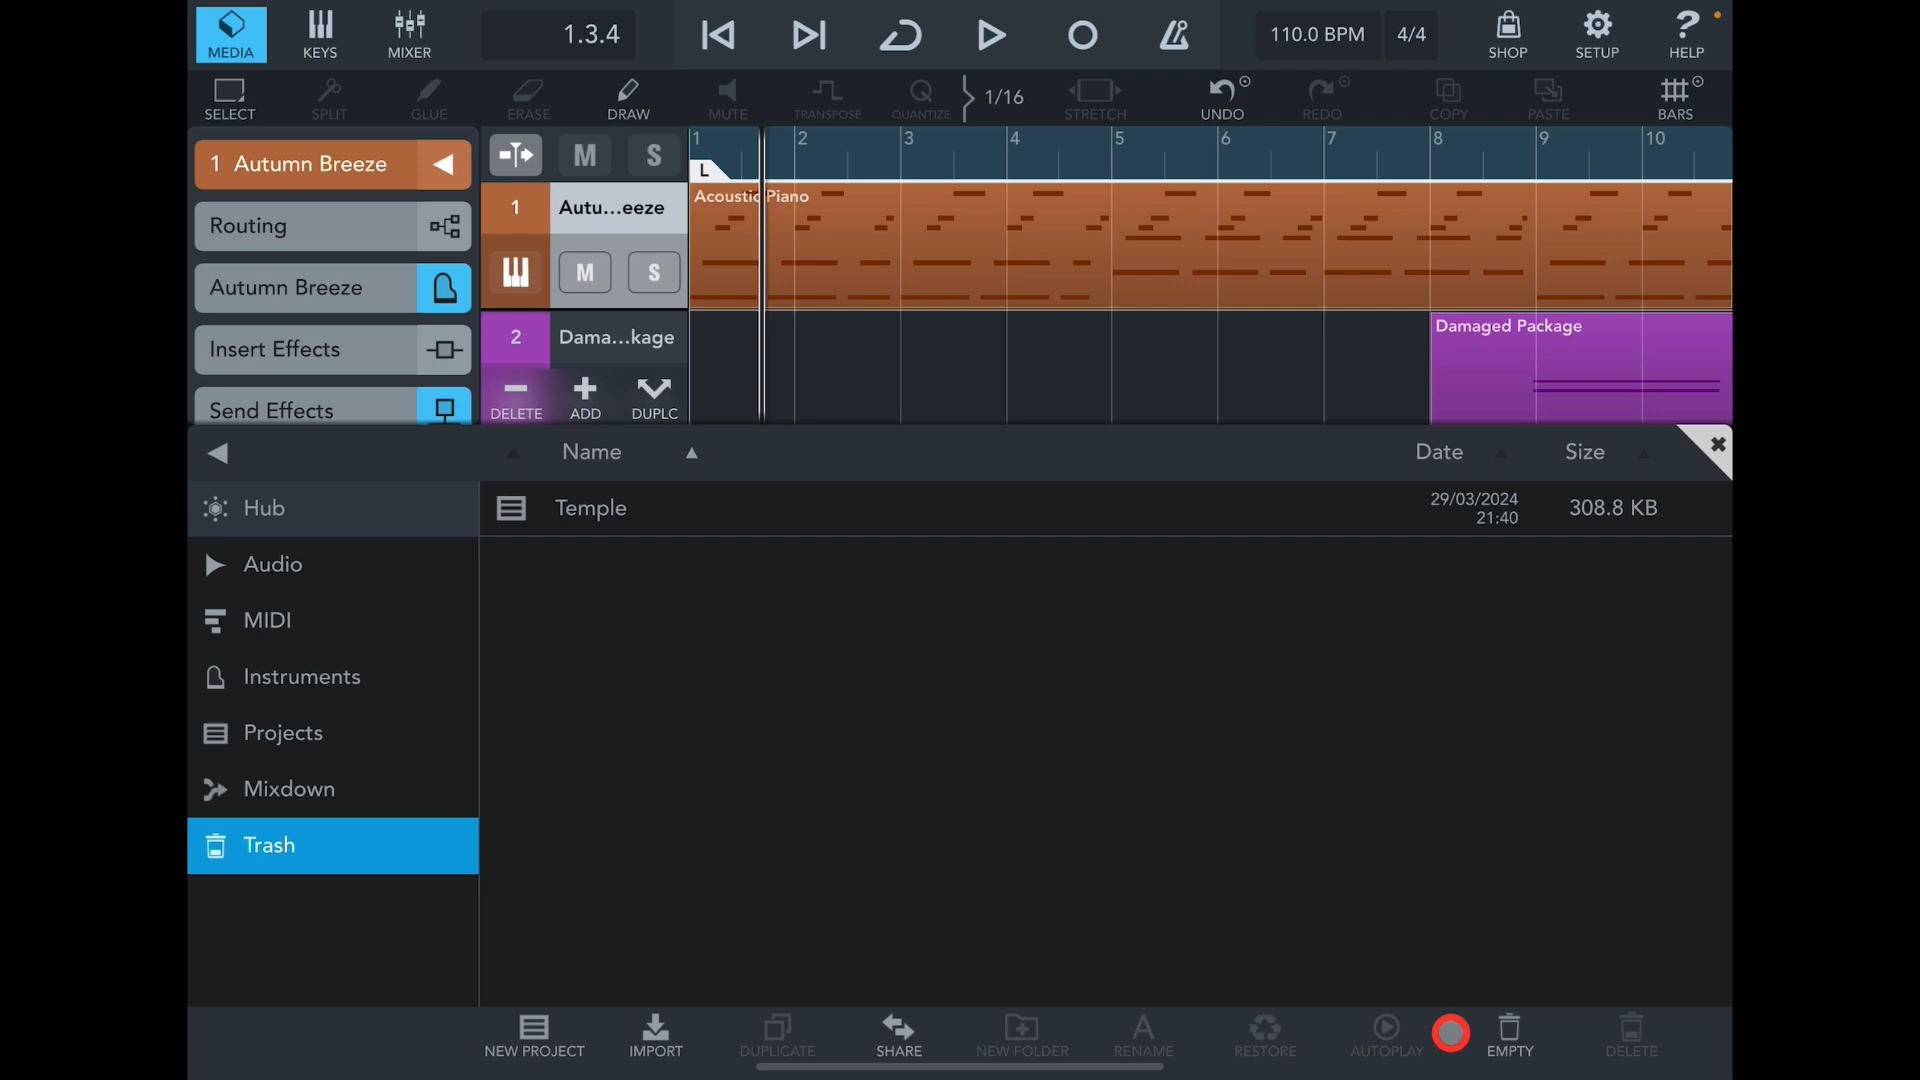 MEDIA
KEYS
MIXER
1.3.4
110.0 BPM
4/4
SHOP
SETUP
? HELP
SELECT
SPLIT
GLUE
ERASE
DRAW
MUTE
TRANSPOSE
Q QUANTIZE
1/16
STRETCH
UNDO
REDO
COPY
PASTE
BARS
1 Autumn Breeze
Routing
Autumn Breeze
Insert Effects
Send Effects
M S
1 2 3 4 5 6 7 8 9 10
L
1 Autu...eeze
M S
2 Dama...kage
DELETE
ADD
DUPLC
Acoustic Piano
Damaged Package
Name
Date
Size
Hub
Audio
MIDI
Instruments
Projects
Mixdown
Trash
Temple
29/03/2024
21:40
308.8 KB
NEW PROJECT
IMPORT
DUPLICATE
SHARE
NEW FOLDER
A RENAME
RESTORE
AUTOPLAY
EMPTY
DELETE